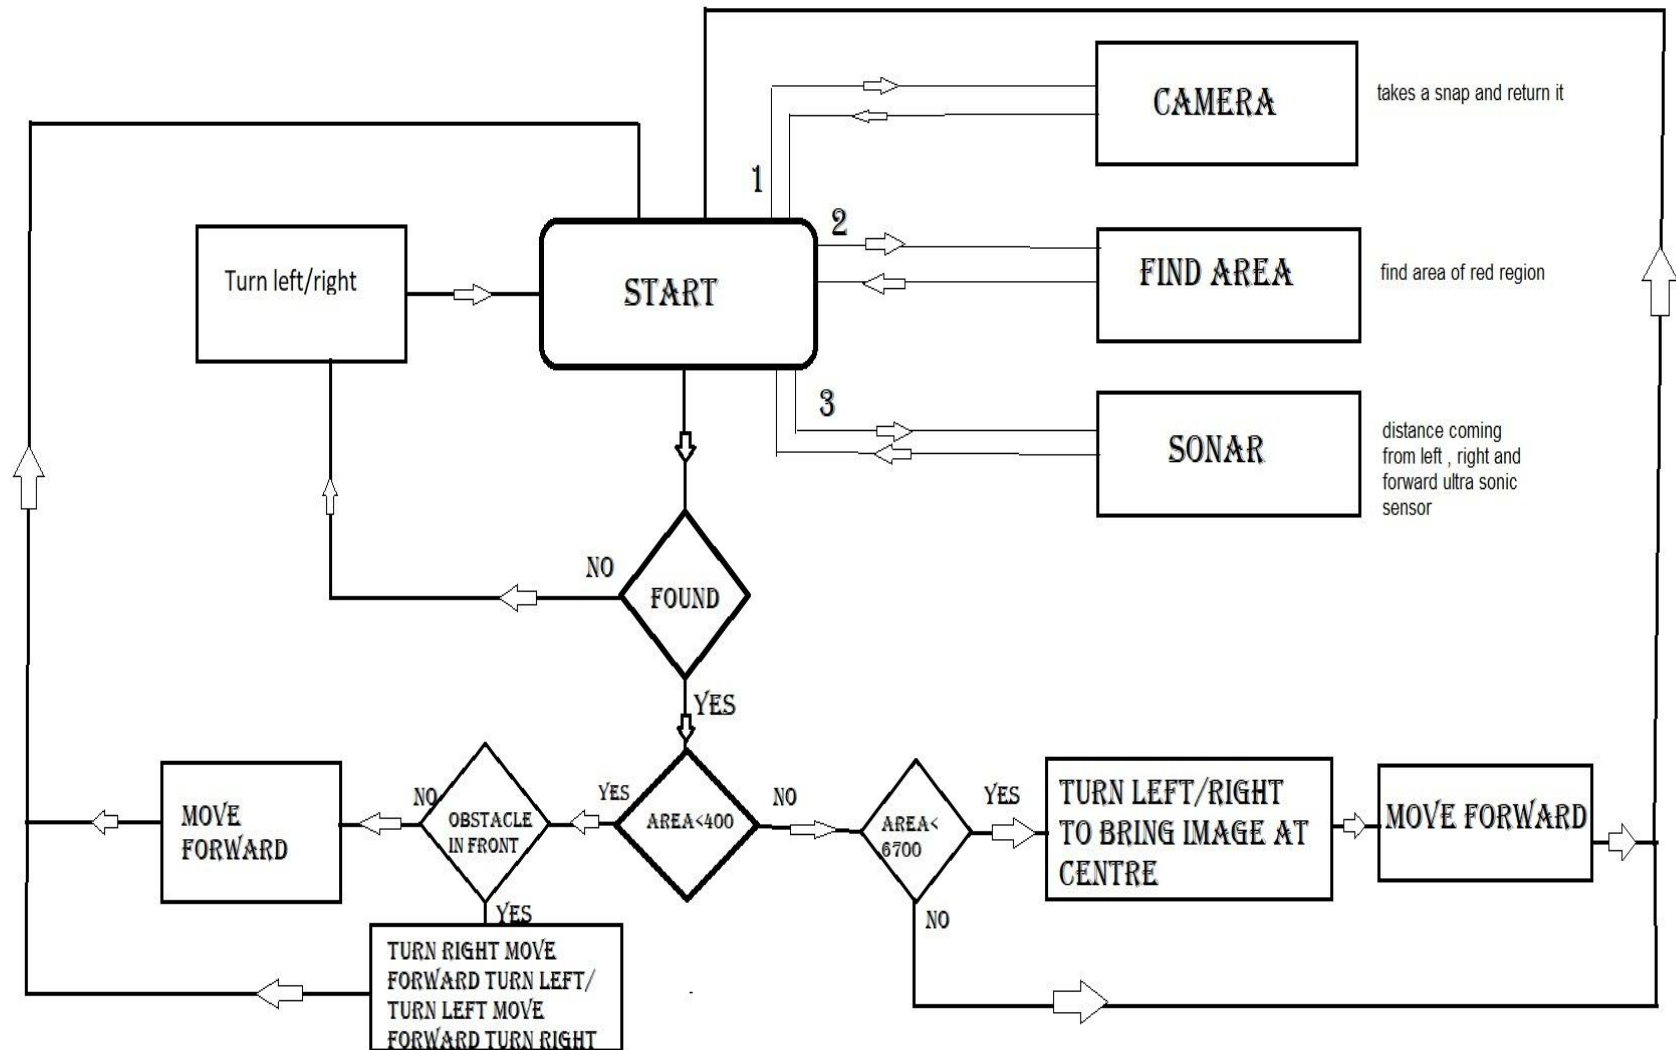 CAMERA
takes a snap and return it
1
2
Turn left/right
START
FIND AREA
find area of red region
3
SONAR
distance coming
from left , right and
forward ultra sonic
sensor
NO
FOUND
YES
MOVE
FORWARD
NO
OBSTACLE
IN FRONT
YES
YES
AREA<400
NO
AREA<
6700
YES
NO
TURN LEFT/RIGHT
TO BRING IMAGE AT
CENTRE
MOVE FORWARD
TURN RIGHT MOVE
FORWARD TURN LEFT/
TURN LEFT MOVE
FORWARD TURN RIGHT